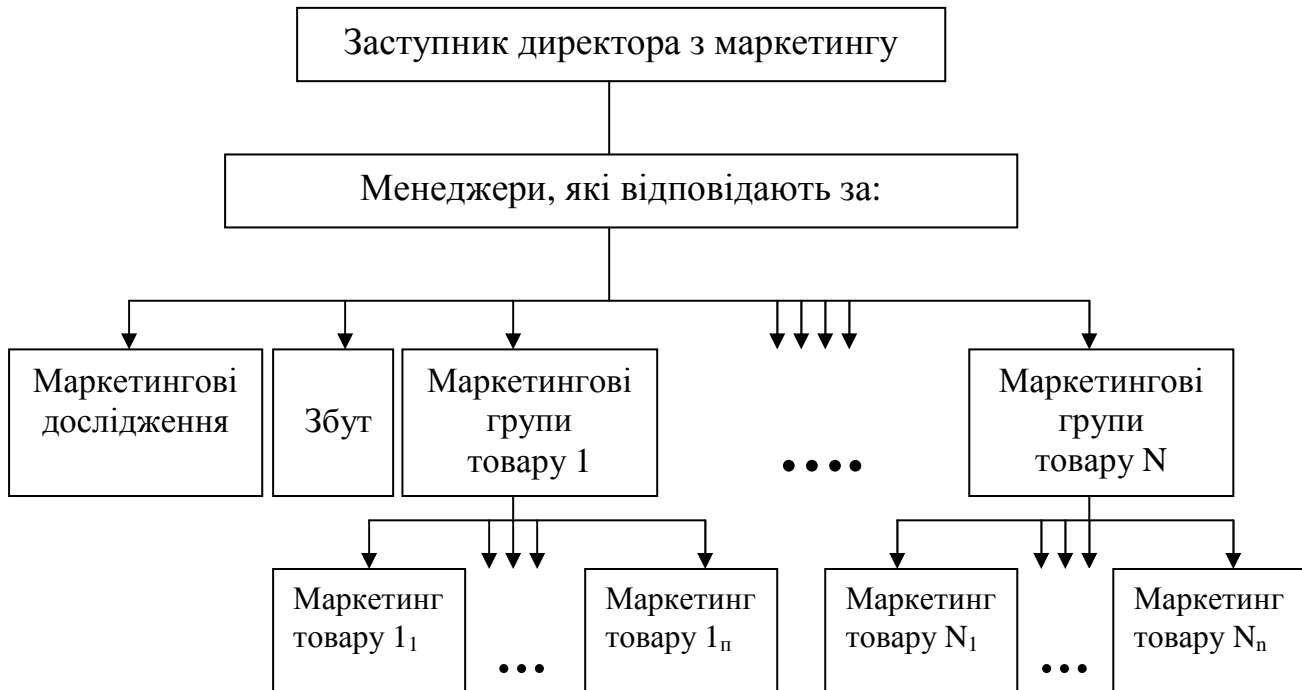 Заступник директора з маркетингу
Менеджери, які відповідають за:
Маркетингові
дослідження
Збут
Маркетингові
групи
товару 1
....
Маркетингові
групи
товару N
Маркетинг
товару 1₁
...
Маркетинг
товару 1ₚ
Маркетинг
товару N₁
...
Маркетинг
товару Nₙ